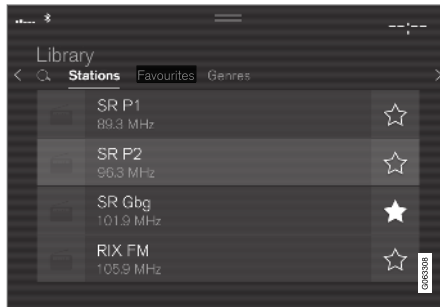 --:--
Library
Stations Favourites Genres
SR P1
89.3 MHz
SR P2
96.3 MHz
SR Gbg
101.9 MHz
RIX FM
105.9 MHz
G063308